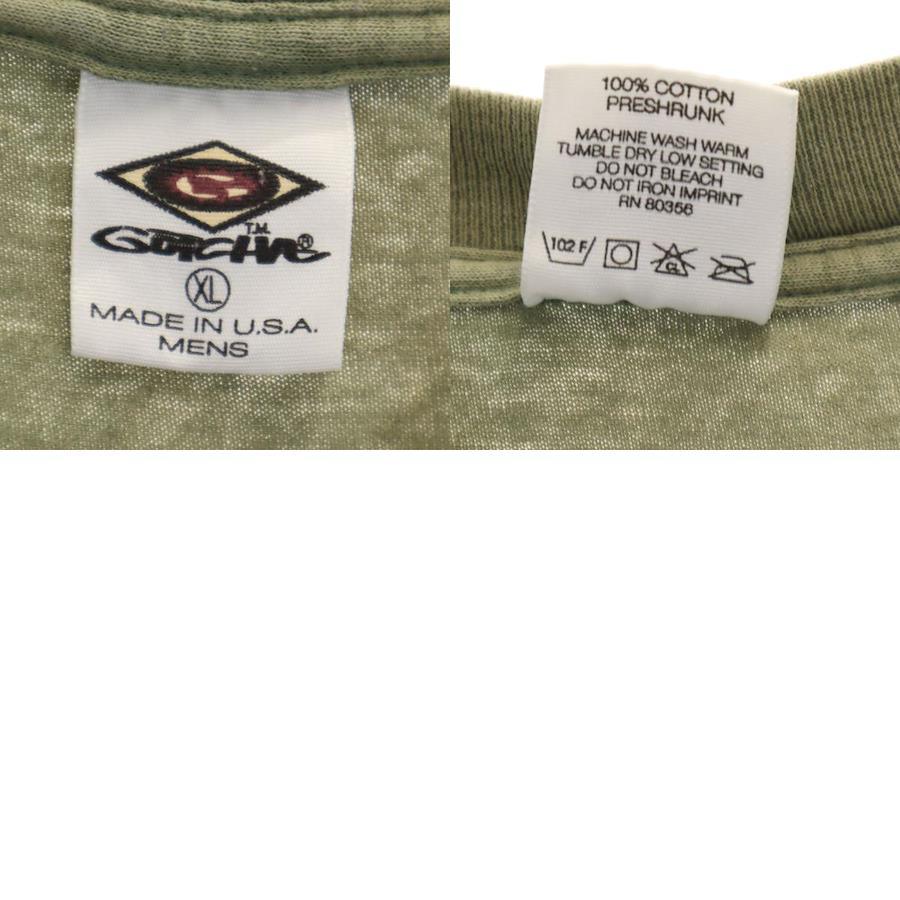 G
T.M.
GOTCHA®
XL
MADE IN U.S.A.
MENS
100% COTTON
PRESHRUNK
MACHINE WASH WARM
TUMBLE DRY LOW SETTING
DO NOT BLEACH
DO NOT IRON IMPRINT
RN 80356
102 F
CL